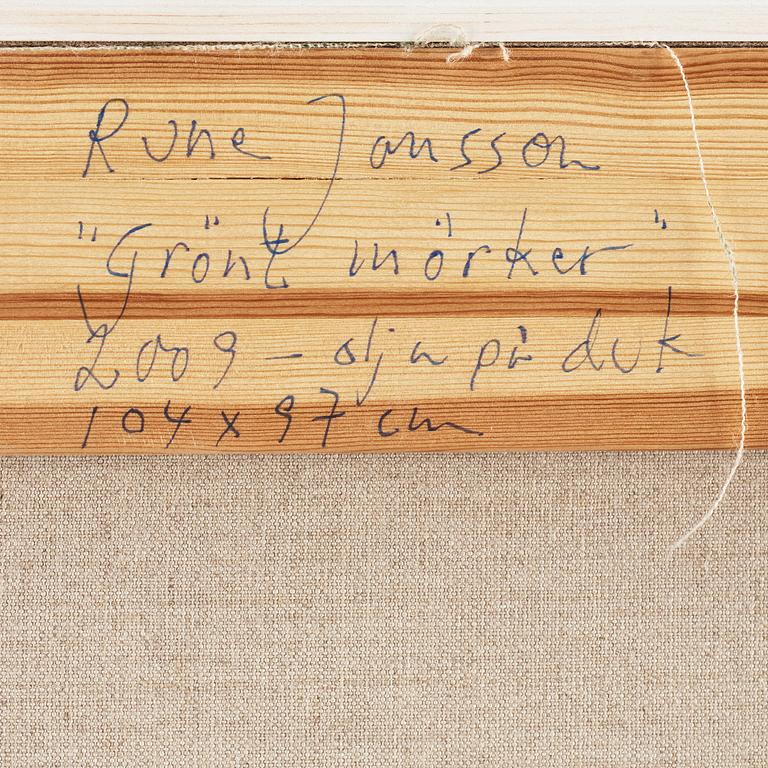 Rune Jansson
"Grönt mörker"
2009 - olja på duk
104 x 97 cm